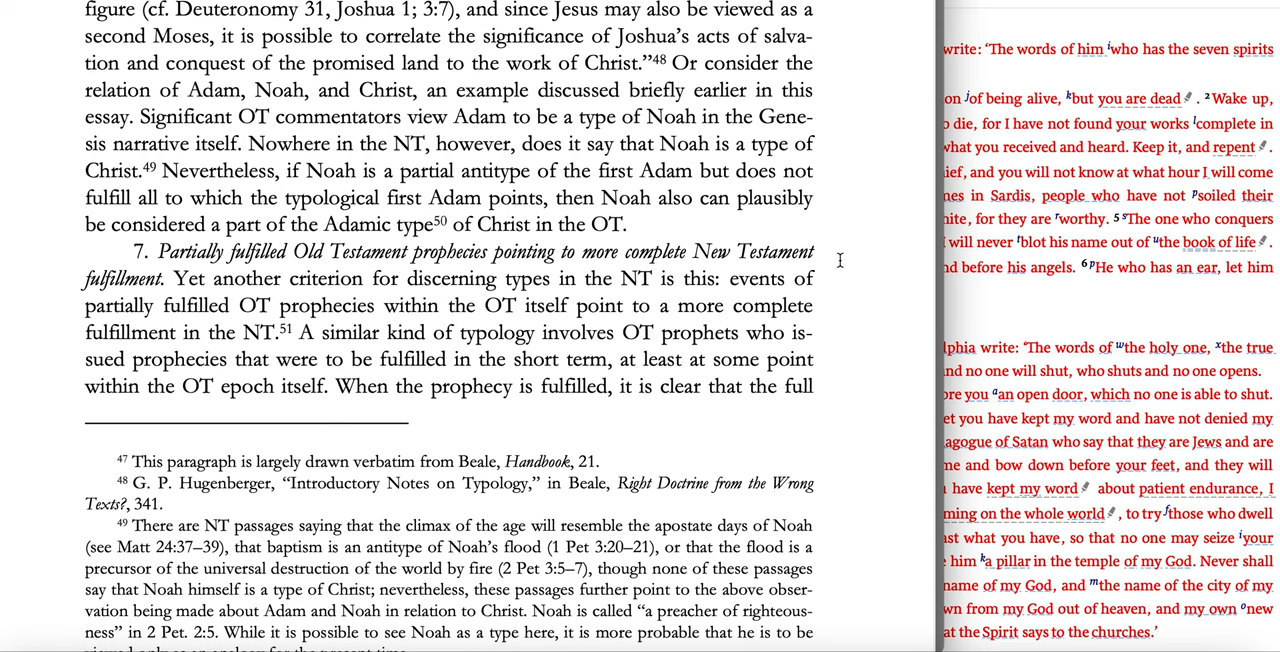 figure (cf. Deuteronomy 31, Joshua 1; 3:7), and since Jesus may also be viewed as a
second Moses, it is possible to correlate the significance of Joshua’s acts of salva-
tion and conquest of the promised land to the work of Christ.”48 Or consider the
relation of Adam, Noah, and Christ, an example discussed briefly earlier in this
essay. Significant OT commentators view Adam to be a type of Noah in the Gene-
sis narrative itself. Nowhere in the NT, however, does it say that Noah is a type of
Christ.49 Nevertheless, if Noah is a partial antitype of the first Adam but does not
fulfill all to which the typological first Adam points, then Noah also can plausibly
be considered a part of the Adamic type50 of Christ in the OT.
7. Partially fulfilled Old Testament prophecies pointing to more complete New Testament
fulfillment. Yet another criterion for discerning types in the NT is this: events of
partially fulfilled OT prophecies within the OT itself point to a more complete
fulfillment in the NT.51 A similar kind of typology involves OT prophets who is-
sued prophecies that were to be fulfilled in the short term, at least at some point
within the OT epoch itself. When the prophecy is fulfilled, it is clear that the full
47 This paragraph is largely drawn verbatim from Beale, Handbook, 21.
48 G. P. Hugenberger, “Introductory Notes on Typology,” in Beale, Right Doctrine from the Wrong
Texts?, 341.
49 There are NT passages saying that the climax of the age will resemble the apostate days of Noah
(see Matt 24:37–39), that baptism is an antitype of Noah’s flood (1 Pet 3:20–21), or that the flood is a
precursor of the universal destruction of the world by fire (2 Pet 3:5–7), though none of these passages
say that Noah himself is a type of Christ; nevertheless, these passages further point to the above obser-
vation being made about Adam and Noah in relation to Christ. Noah is called “a preacher of righteous-
ness” in 2 Pet. 2:5. While it is possible to see Noah as a type here, it is more probable that he is to be
write: ‘The words of him i who has the seven spirits
on j of being alive, k but you are dead. 2 Wake up,
o die, for I have not found your works l complete in
what you received and heard. Keep it, and repent.
ief, and you will not know at what hour I will come
mes in Sardis, people who have not p soiled their
hite, for they are r worthy. 5 s The one who conquers
I will never t blot his name out of u the book of life.
nd before his angels. 6 p He who has an ear, let him
lphia write: ‘The words of w the holy one, x the true
nd no one will shut, who shuts and no one opens.
ore you a an open door, which no one is able to shut.
et you have kept my word and have not denied my
agogue of Satan who say that they are Jews and are
me and bow down before your feet, and they will
have kept my word about patient endurance, I
ming on the whole world, to try f those who dwell
st what you have, so that no one may seize i your
him k a pillar in the temple of my God. Never shall
name of my God, and m the name of the city of my
wn from my God out of heaven, and my own o new
at the Spirit says to the churches.’